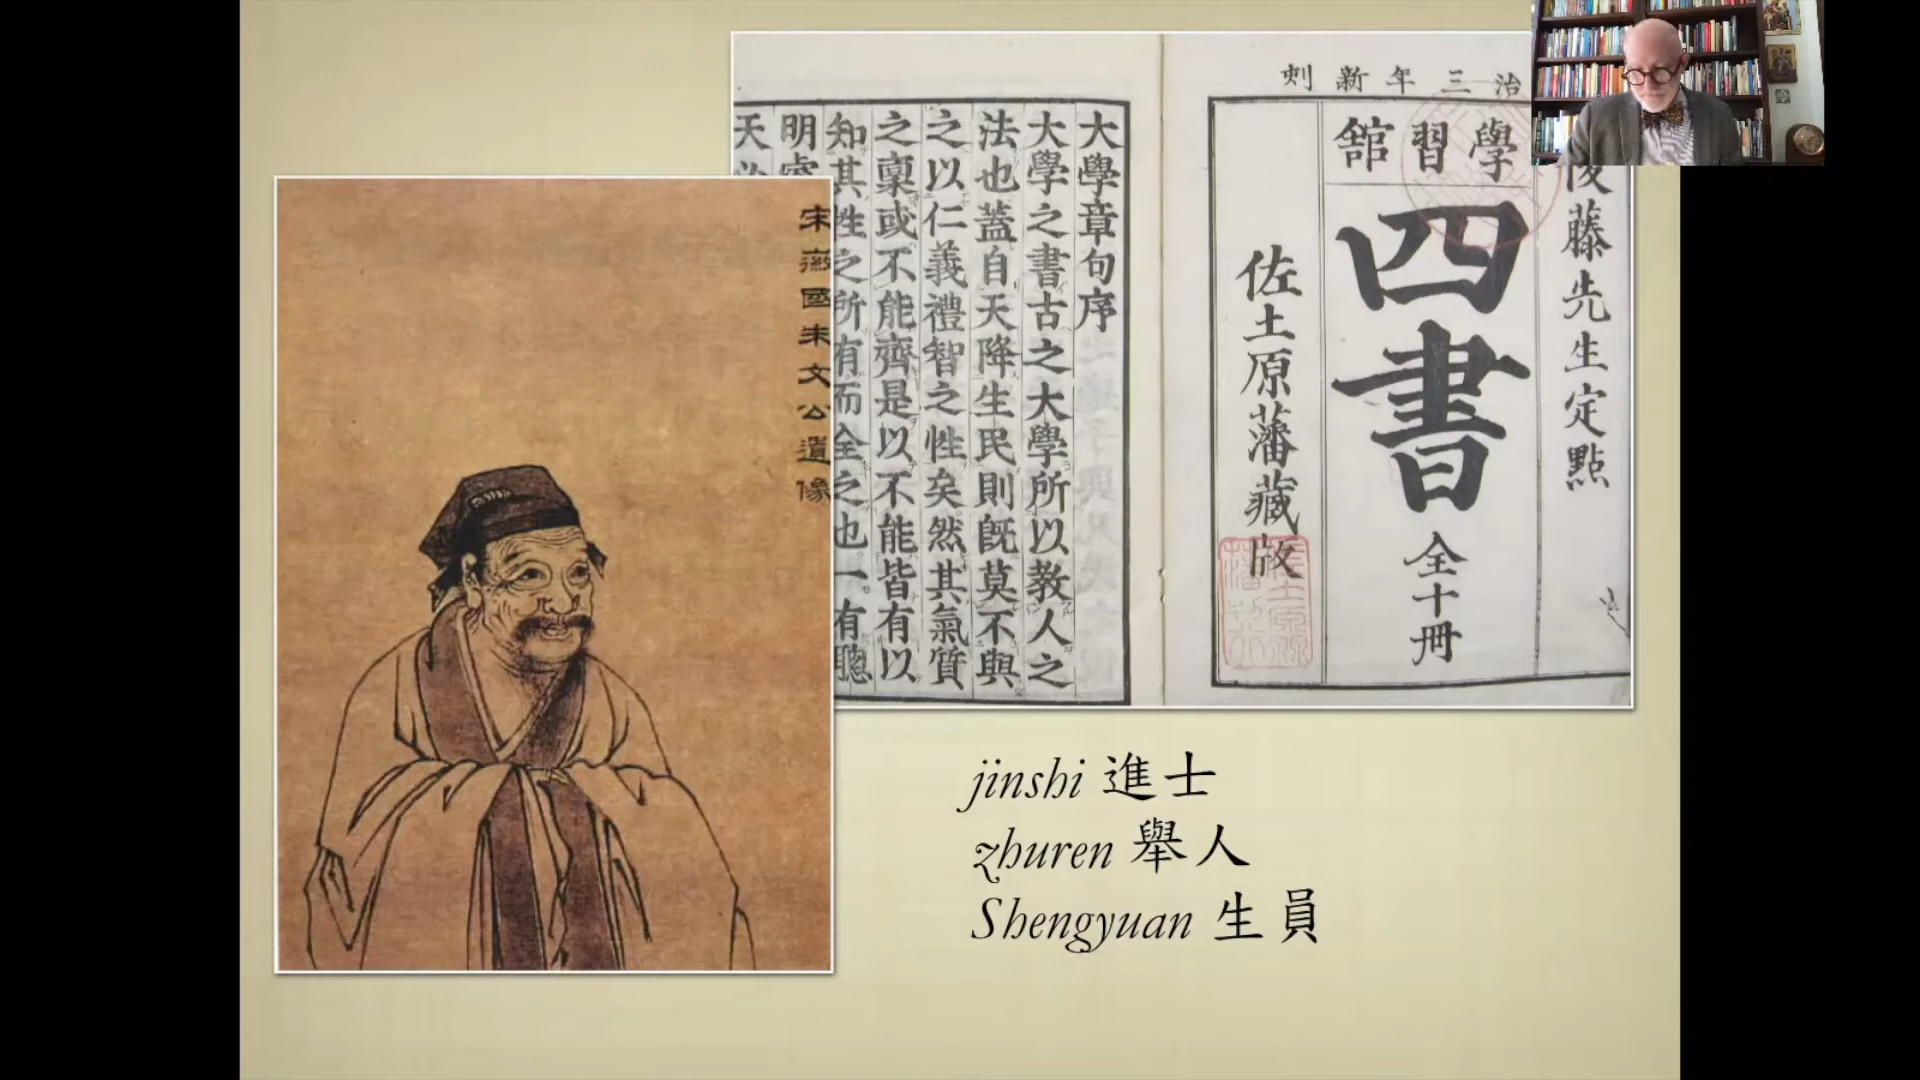 治三年新刻
學習館
後藤先生定點
四書
全十冊
佐土原藩藏版
大學章句序
大學之書古之大學所以教人之
法也蓋自天降生民則既莫不與
之以仁義禮智之性矣然其氣質
之稟或不能齊是以不能皆有以
知其性之所有而全之也一有聰
明睿
天
宋徽國朱文公遺像
jinshi 進士
zhuren 舉人
Shengyuan 生員